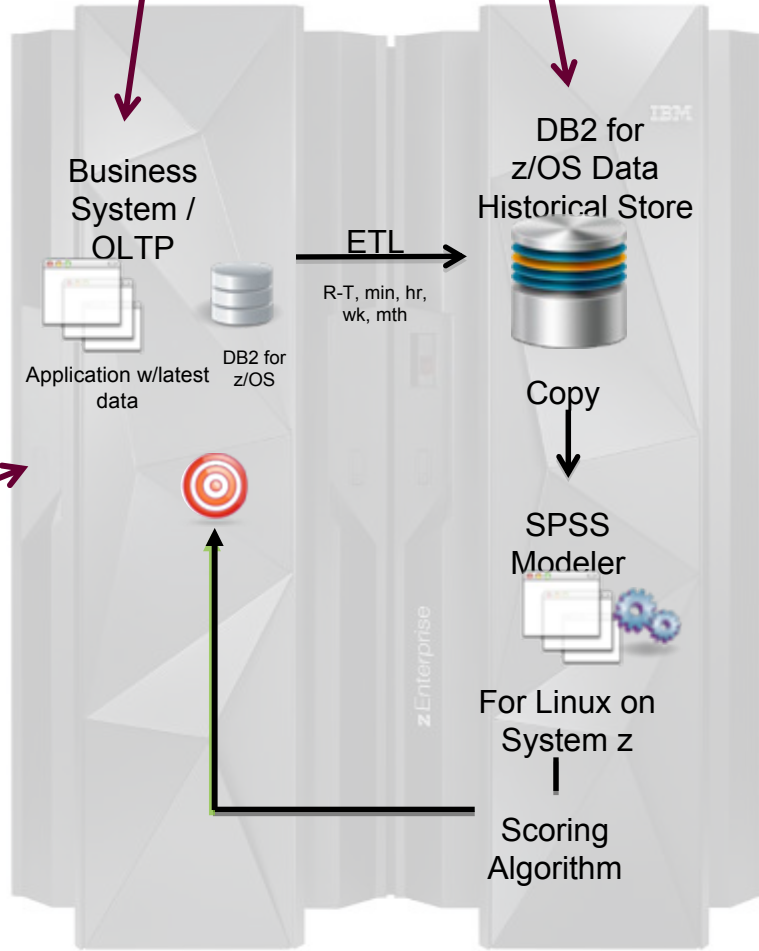 IBM
Business
System /
OLTP
Application w/latest
data
DB2 for
z/OS
ETL
R-T, min, hr,
wk, mth
DB2 for
z/OS Data
Historical Store
Copy
SPSS
Modeler
For Linux on
System z
Scoring
Algorithm
zEnterprise